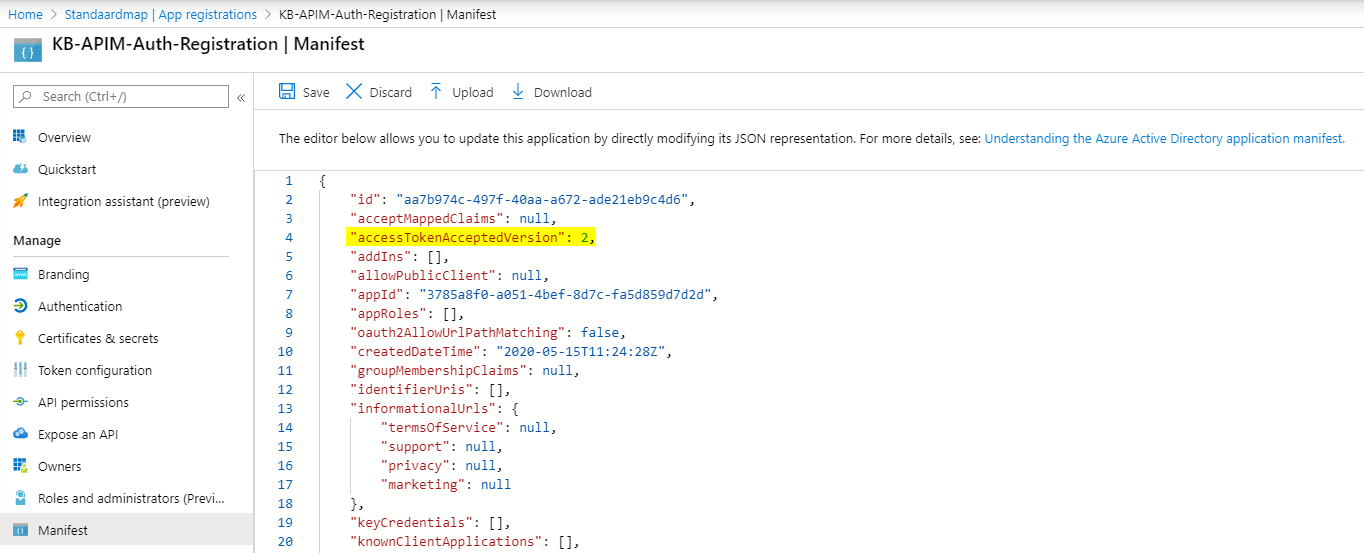 Home > Standaardmap | App registrations > KB-APIM-Auth-Registration | Manifest
KB-APIM-Auth-Registration | Manifest
Search (Ctrl+/)
«
Overview
Quickstart
Integration assistant (preview)
Manage
Branding
Authentication
Certificates & secrets
Token configuration
API permissions
Expose an API
Owners
Roles and administrators (Previ...
Manifest
Save Discard Upload Download
The editor below allows you to update this application by directly modifying its JSON representation. For more details, see: Understanding the Azure Active Directory application manifest.
1 {
2 "id": "aa7b974c-497f-40aa-a672-ade21eb9c4d6",
3 "acceptMappedClaims": null,
4 "accessTokenAcceptedVersion": 2,
5 "addIns": [],
6 "allowPublicClient": null,
7 "appId": "3785a8f0-a051-4bef-8d7c-fa5d859d7d2d",
8 "appRoles": [],
9 "oauth2AllowUrlPathMatching": false,
10 "createdDateTime": "2020-05-15T11:24:28Z",
11 "groupMembershipClaims": null,
12 "identifierUris": [],
13 "informationalUrls": {
14 "termsOfService": null,
15 "support": null,
16 "privacy": null,
17 "marketing": null
18 },
19 "keyCredentials": [],
20 "knownClientApplications": [],